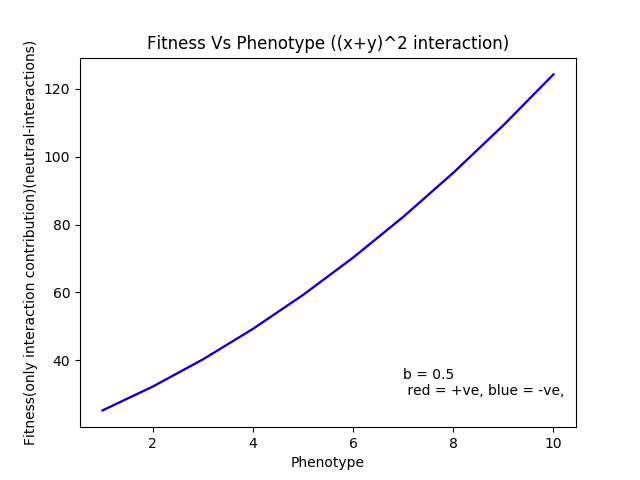 Fitness Vs Phenotype ((x+y)^2 interaction)
Fitness(only interaction contribution)(neutral-interactions)
120
100
80
60
40
b = 0.5
red = +ve, blue = -ve,
2
4
6
8
10
Phenotype